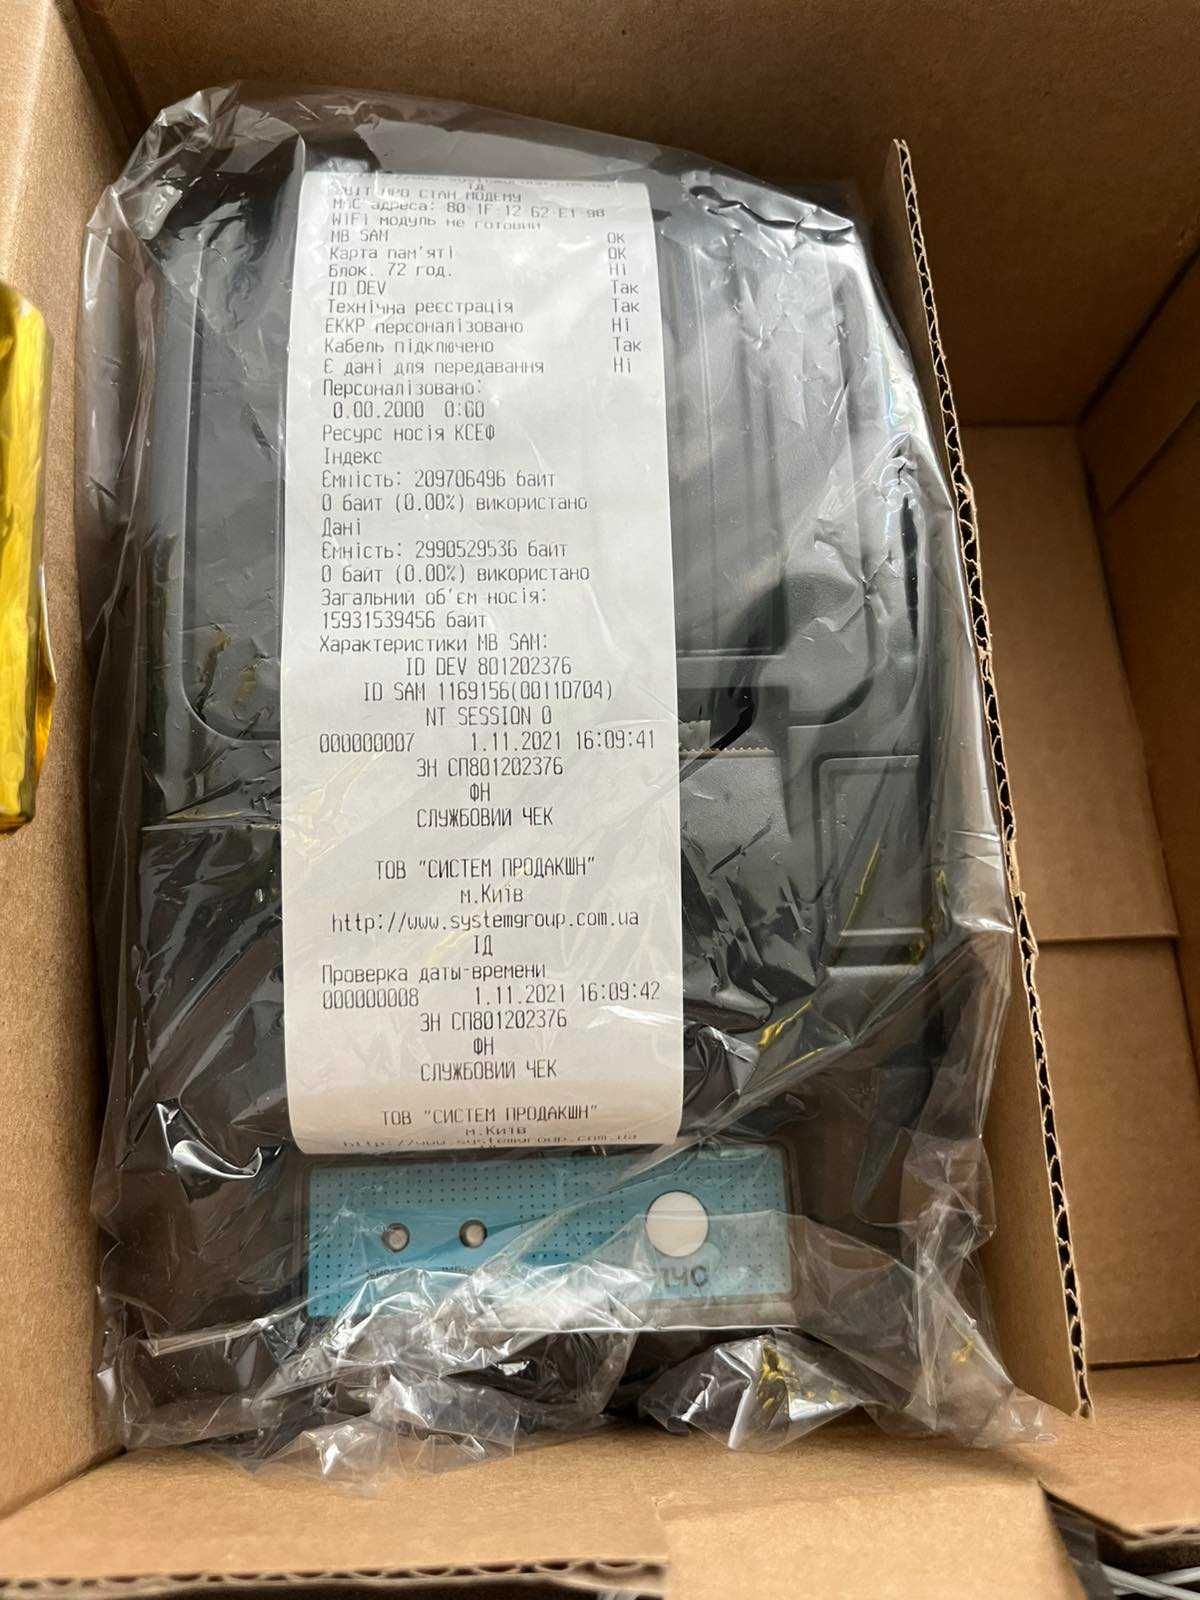 ІД
ЗВІТ ПРО СТАН МОДЕМУ
MAC адреса: 80-1F-12-62-E1-98
WIFI модуль не готовий
MB SAM OK
Карта пам'яті OK
Блок. 72 год. Ні
ID DEV Так
Технічна реєстрація Так
ЕККР персоналізовано Ні
Кабель підключено Так
Є дані для передавання Ні
Персоналізовано:
0.00.2000 0:00
Ресурс носія КСЕФ
Індекс
Ємність: 209706496 байт
0 байт (0.00%) використано
Дані
Ємність: 2990529536 байт
0 байт (0.00%) використано
Загальний об'єм носія:
15931539456 байт
Характеристики MB SAM:
ID DEV 801202376
ID SAM 1169156(0011D704)
NT SESSION 0
000000007 1.11.2021 16:09:41
ЗН СП801202376
ФН
СЛУЖБОВИЙ ЧЕК
ТОВ "СИСТЕМ ПРОДАКШН"
м.Київ
http://www.systemgroup.com.ua
ІД
Проверка даты-времени
000000008 1.11.2021 16:09:42
ЗН СП801202376
ФН
СЛУЖБОВИЙ ЧЕК
ТОВ "СИСТЕМ ПРОДАКШН"
м.Київ
http://www.systemgroup.com.ua